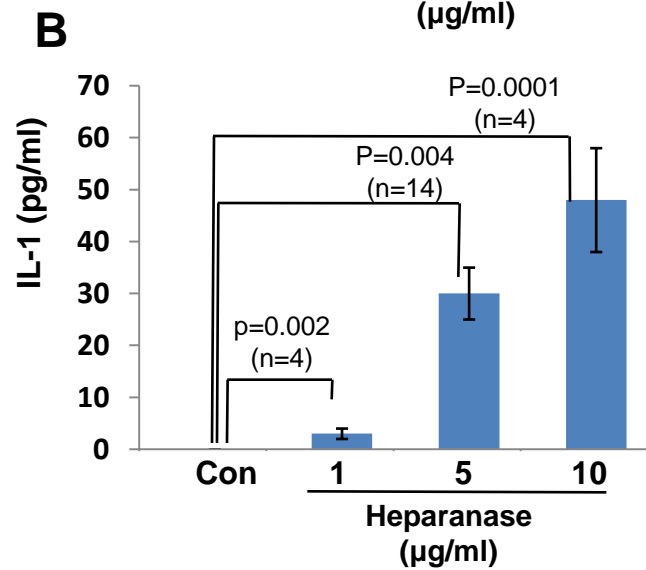 (µg/ml)
B
70
60
50
40
30
20
10
0
IL-1 (pg/ml)
P=0.0001
(n=4)
P=0.004
(n=14)
p=0.002
(n=4)
Con 1 5 10
Heparanase
(µg/ml)